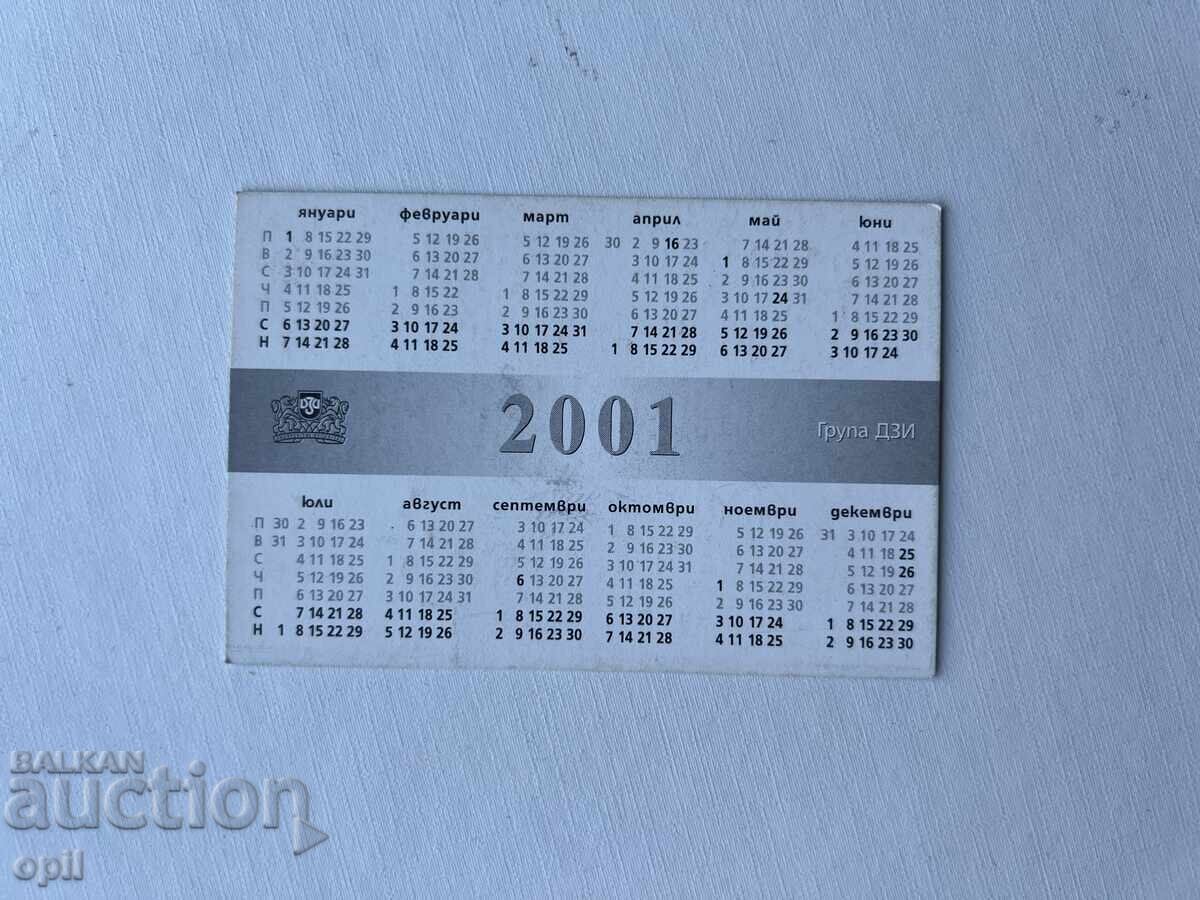 януари февруари март април май юни
П 1 8 15 22 29 5 12 19 26 5 12 19 26 30 2 9 16 23 7 14 21 28 4 11 18 25
В 2 9 16 23 30 6 13 20 27 6 13 20 27 3 10 17 24 1 8 15 22 29 5 12 19 26
С 3 10 17 24 31 7 14 21 28 7 14 21 28 4 11 18 25 2 9 16 23 30 6 13 20 27
Ч 4 11 18 25 1 8 15 22 1 8 15 22 29 5 12 19 26 3 10 17 24 31 7 14 21 28
П 5 12 19 26 2 9 16 23 2 9 16 23 30 6 13 20 27 4 11 18 25 1 8 15 22 29
С 6 13 20 27 3 10 17 24 3 10 17 24 31 7 14 21 28 5 12 19 26 2 9 16 23 30
Н 7 14 21 28 4 11 18 25 4 11 18 25 1 8 15 22 29 6 13 20 27 3 10 17 24
ДЗИ 2001 Група ДЗИ
юли август септември октомври ноември декември
П 30 2 9 16 23 6 13 20 27 3 10 17 24 1 8 15 22 29 5 12 19 26 31 3 10 17 24
В 31 3 10 17 24 7 14 21 28 4 11 18 25 2 9 16 23 30 6 13 20 27 4 11 18 25
С 4 11 18 25 1 8 15 22 29 5 12 19 26 3 10 17 24 31 7 14 21 28 5 12 19 26
Ч 5 12 19 26 2 9 16 23 30 6 13 20 27 4 11 18 25 1 8 15 22 29 6 13 20 27
П 6 13 20 27 3 10 17 24 31 7 14 21 28 5 12 19 26 2 9 16 23 30 7 14 21 28
С 7 14 21 28 4 11 18 25 1 8 15 22 29 6 13 20 27 3 10 17 24 1 8 15 22 29
Н 1 8 15 22 29 5 12 19 26 2 9 16 23 30 7 14 21 28 4 11 18 25 2 9 16 23 30
BALKAN
auction
opil